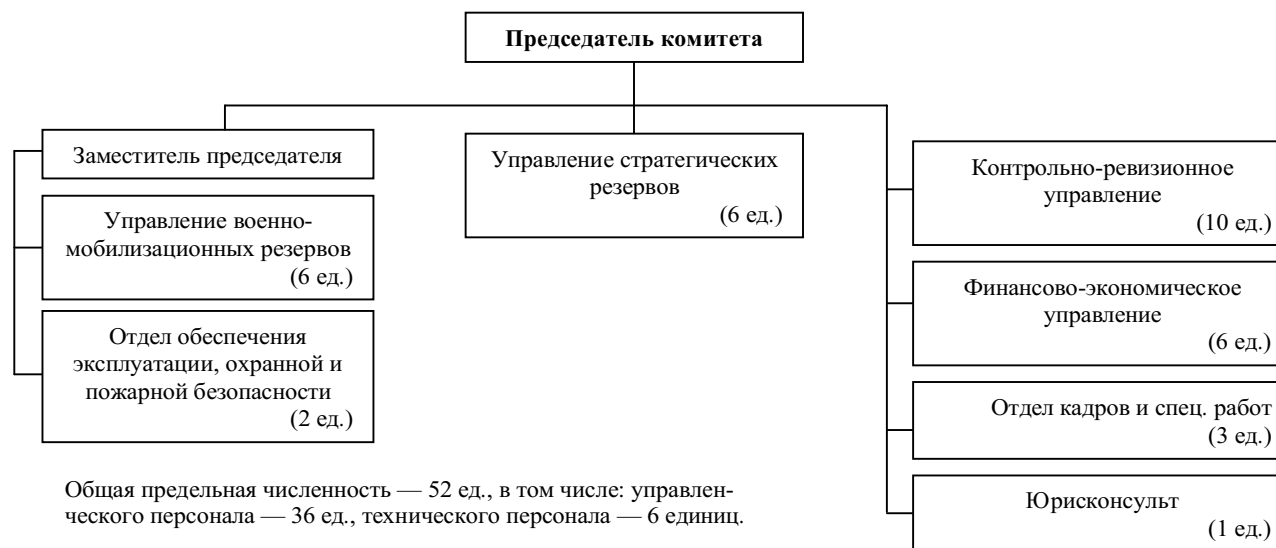 Председатель комитета
Заместитель председателя
Управление военно-
мобилизационных резервов
(6 ед.)
Отдел обеспечения
эксплуатации, охранной и
пожарной безопасности
(2 ед.)
Управление стратегических
резервов
(6 ед.)
Контрольно-ревизионное
управление
(10 ед.)
Финансово-экономическое
управление
(6 ед.)
Отдел кадров и спец. работ
(3 ед.)
Юрисконсульт
(1 ед.)
Общая предельная численность — 52 ед., в том числе: управлен-
ческого персонала — 36 ед., технического персонала — 6 единиц.